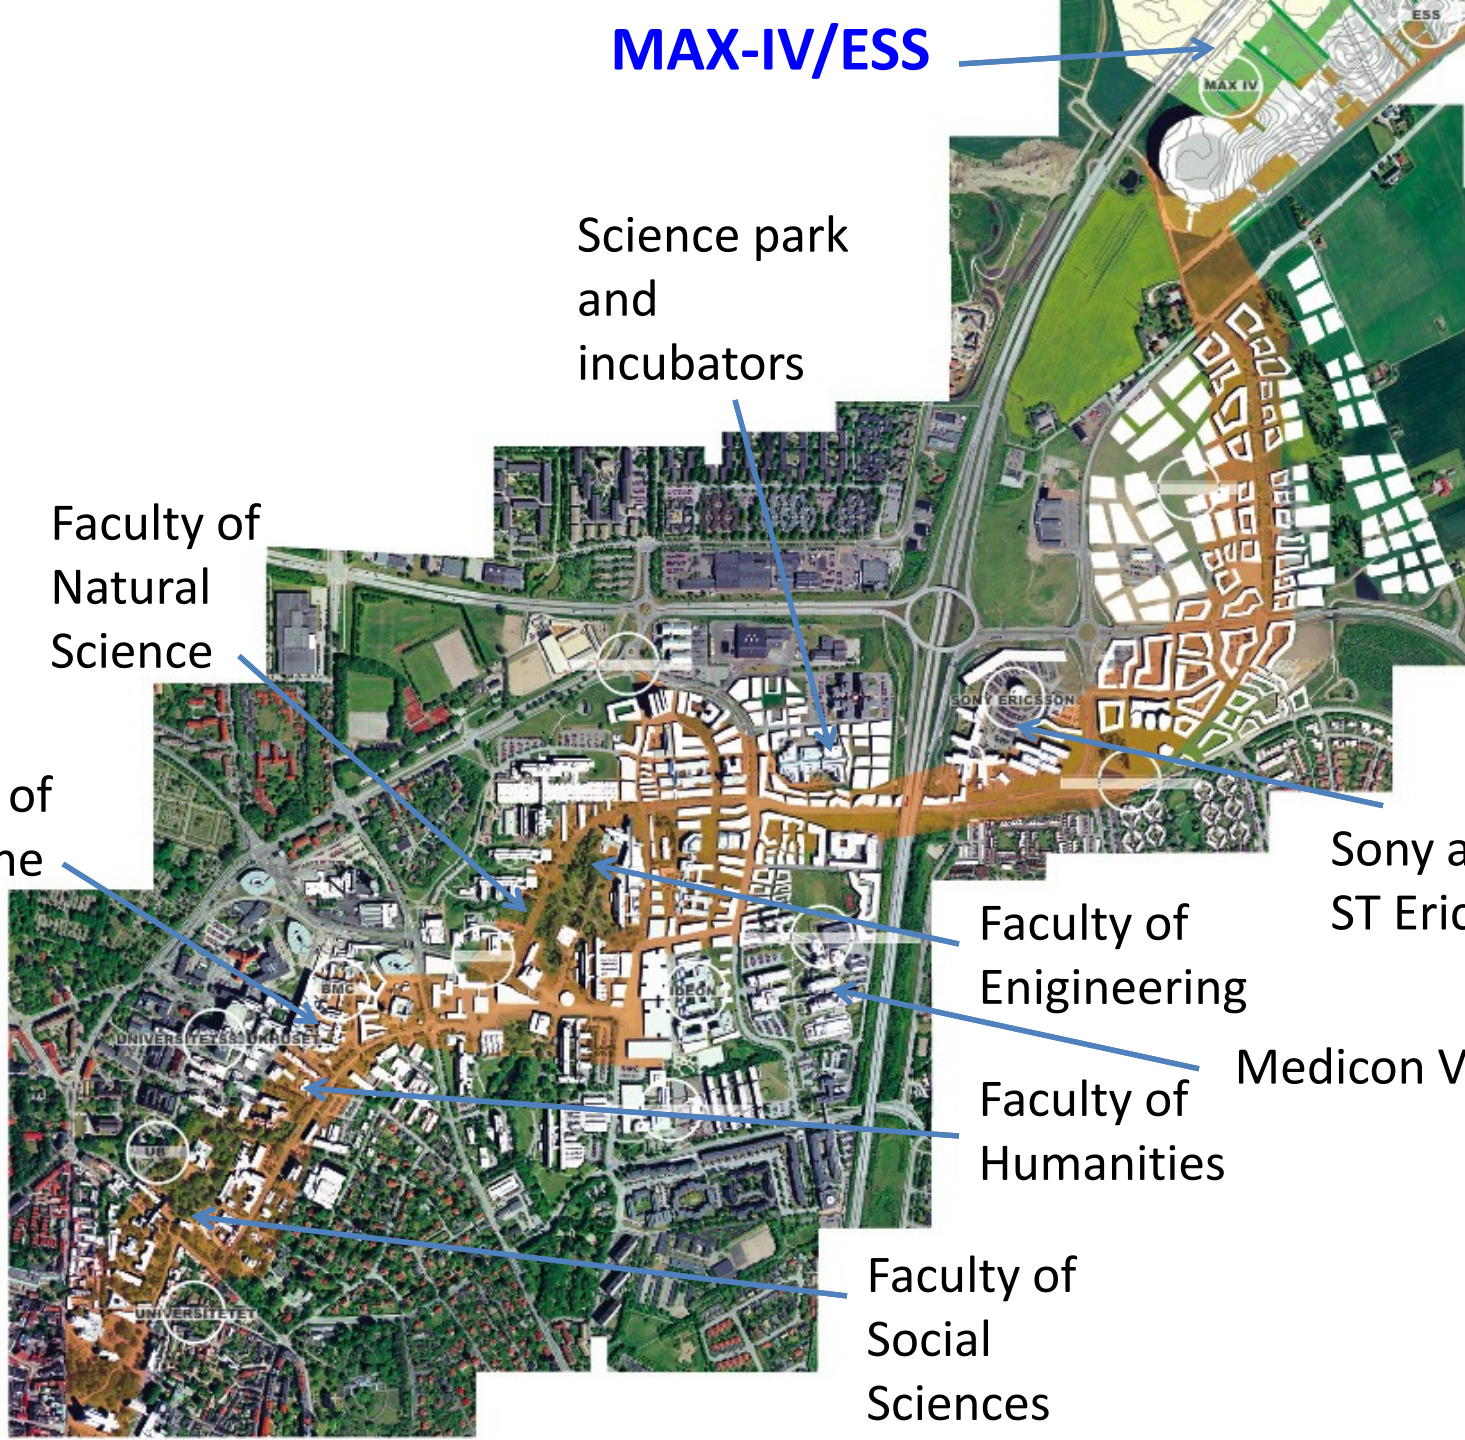 MAX-IV/ESS
ESS
MAX IV
Science park
and
incubators
Faculty of
Natural
Science
SONY ERICSSON
of
ne
Sony a
ST Eric
Faculty of
Enigineering
BMC
IDEON
UNIVERSITETSSJUKHUSET
Medicon V
Faculty of
Humanities
UB
UNIVERSITETET
Faculty of
Social
Sciences